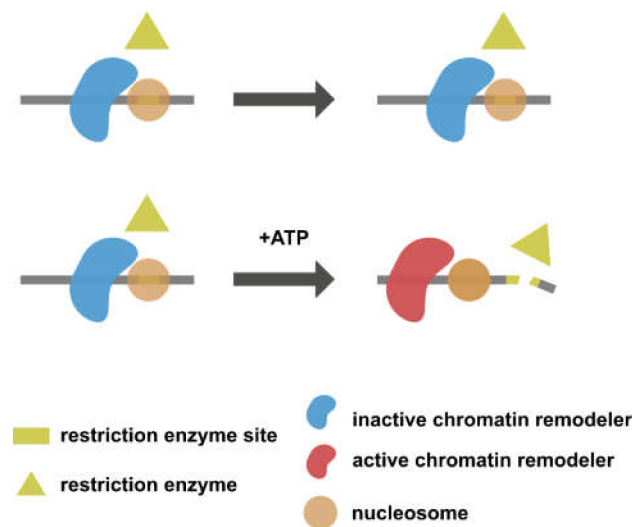 +ATP
restriction enzyme site
restriction enzyme
inactive chromatin remodeler
active chromatin remodeler
nucleosome